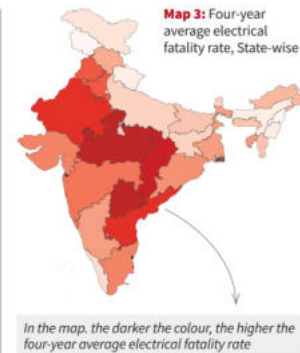 Map 3: Four-year
average electrical
fatality rate, State-wise
In the map. the darker the colour, the higher the
four-year average electrical fatality rate